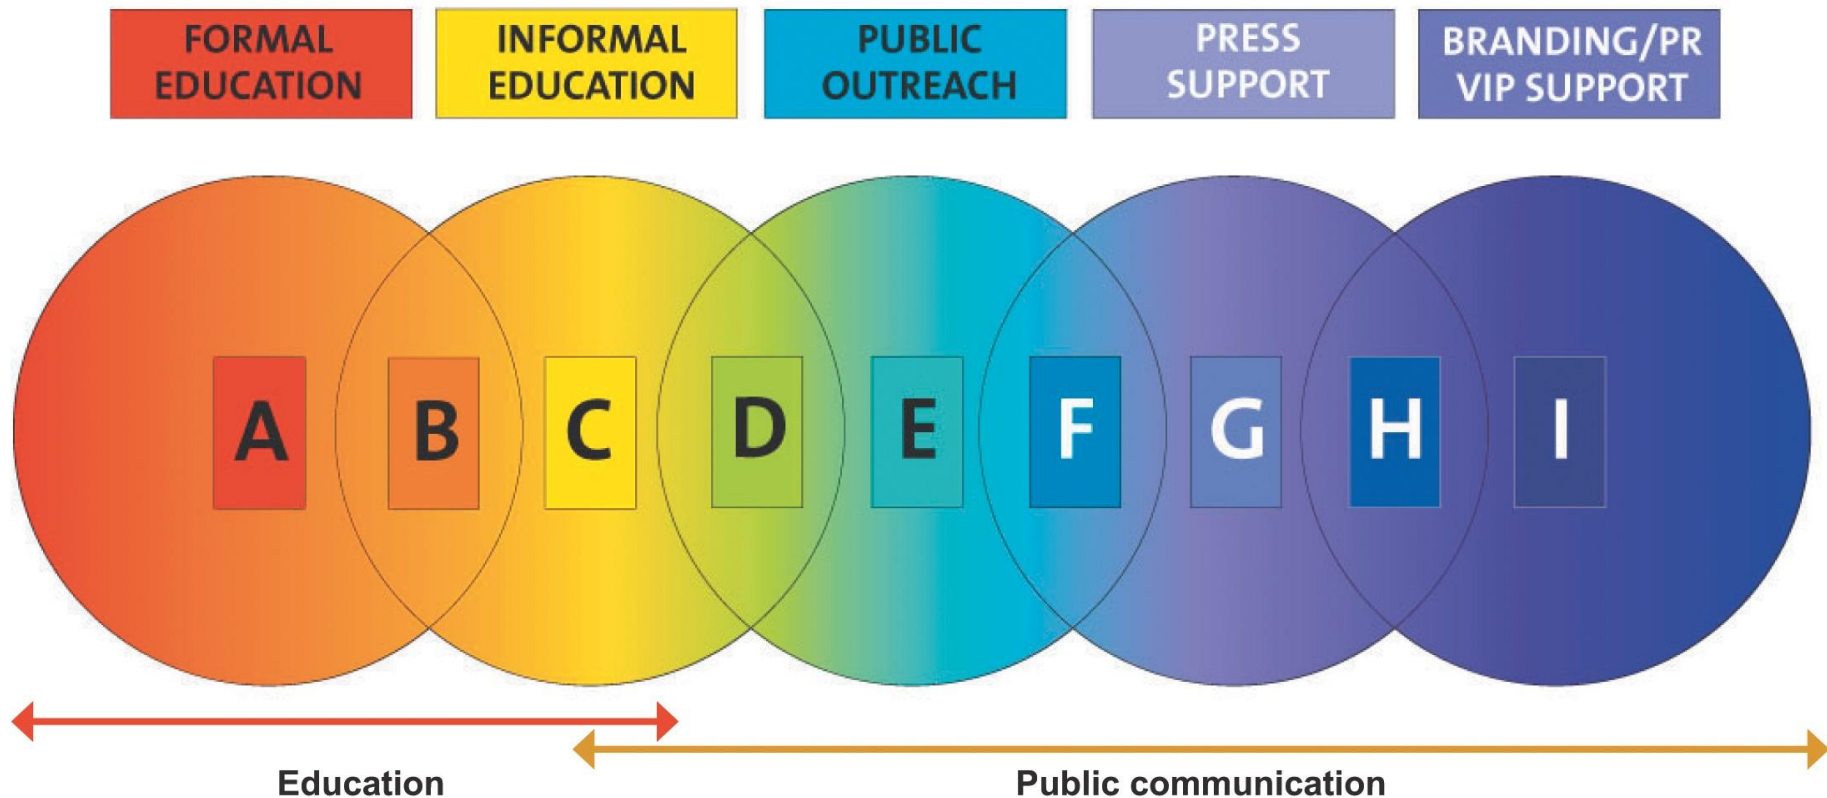 FORMAL
EDUCATION
INFORMAL
EDUCATION
PUBLIC
OUTREACH
PRESS
SUPPORT
BRANDING/PR
VIP SUPPORT
A
B
C
D
E
F
G
H
I
Education
Public communication